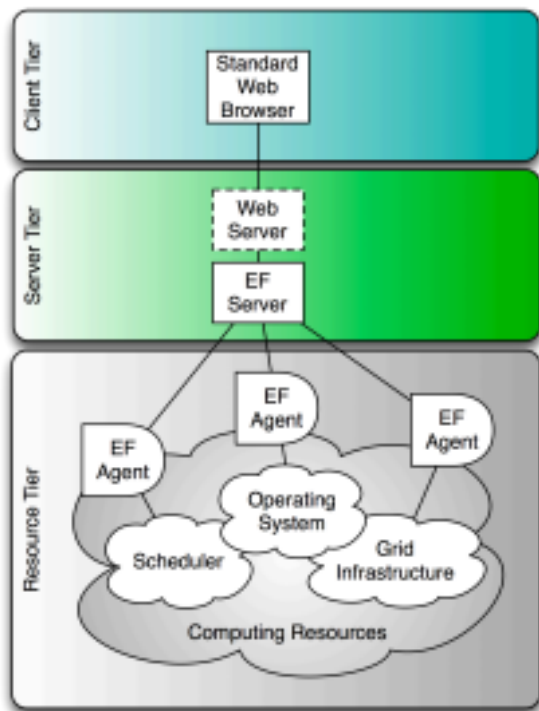 Client Tier
Standard
Web
Browser
Server Tier
Web
Server
EF
Server
Resource Tier
EF
Agent
EF
Agent
EF
Agent
Operating
System
Scheduler
Grid
Infrastructure
Computing Resources